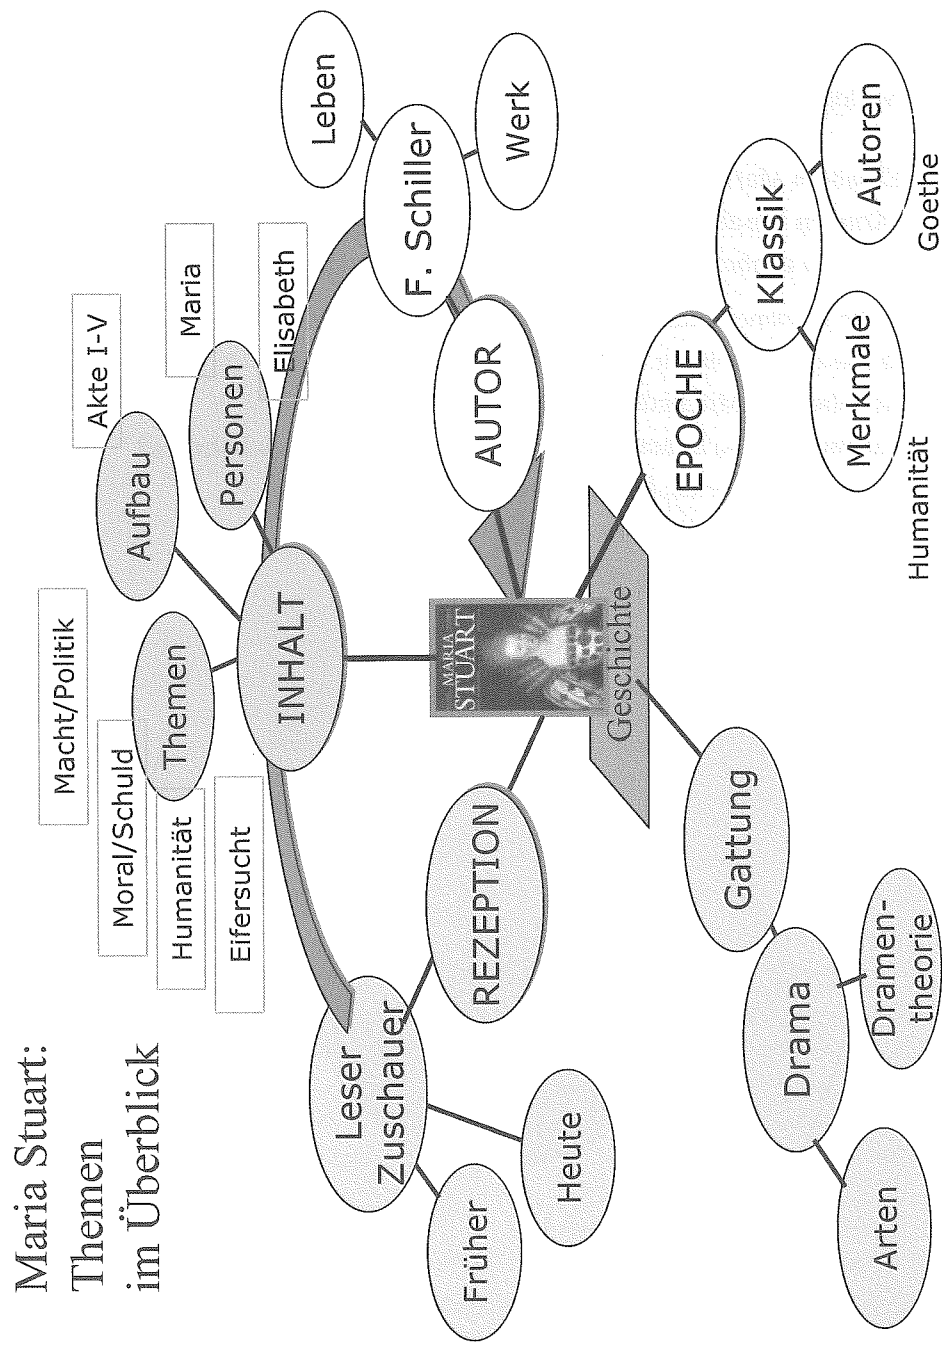 Maria Stuart:
Themen
im Überblick
Macht/Politik
Moral/Schuld
Humanität
Eifersucht
Themen
Aufbau
Akte I-V
Personen
Maria
Elisabeth
INHALT
Leser
Zuschauer
Früher
Heute
REZEPTION
MARIA
STUART
Geschichte
AUTOR
F. Schiller
Leben
Werk
EPOCHE
Klassik
Merkmale
Humanität
Autoren
Goethe
Gattung
Drama
Arten
Dramen-
theorie